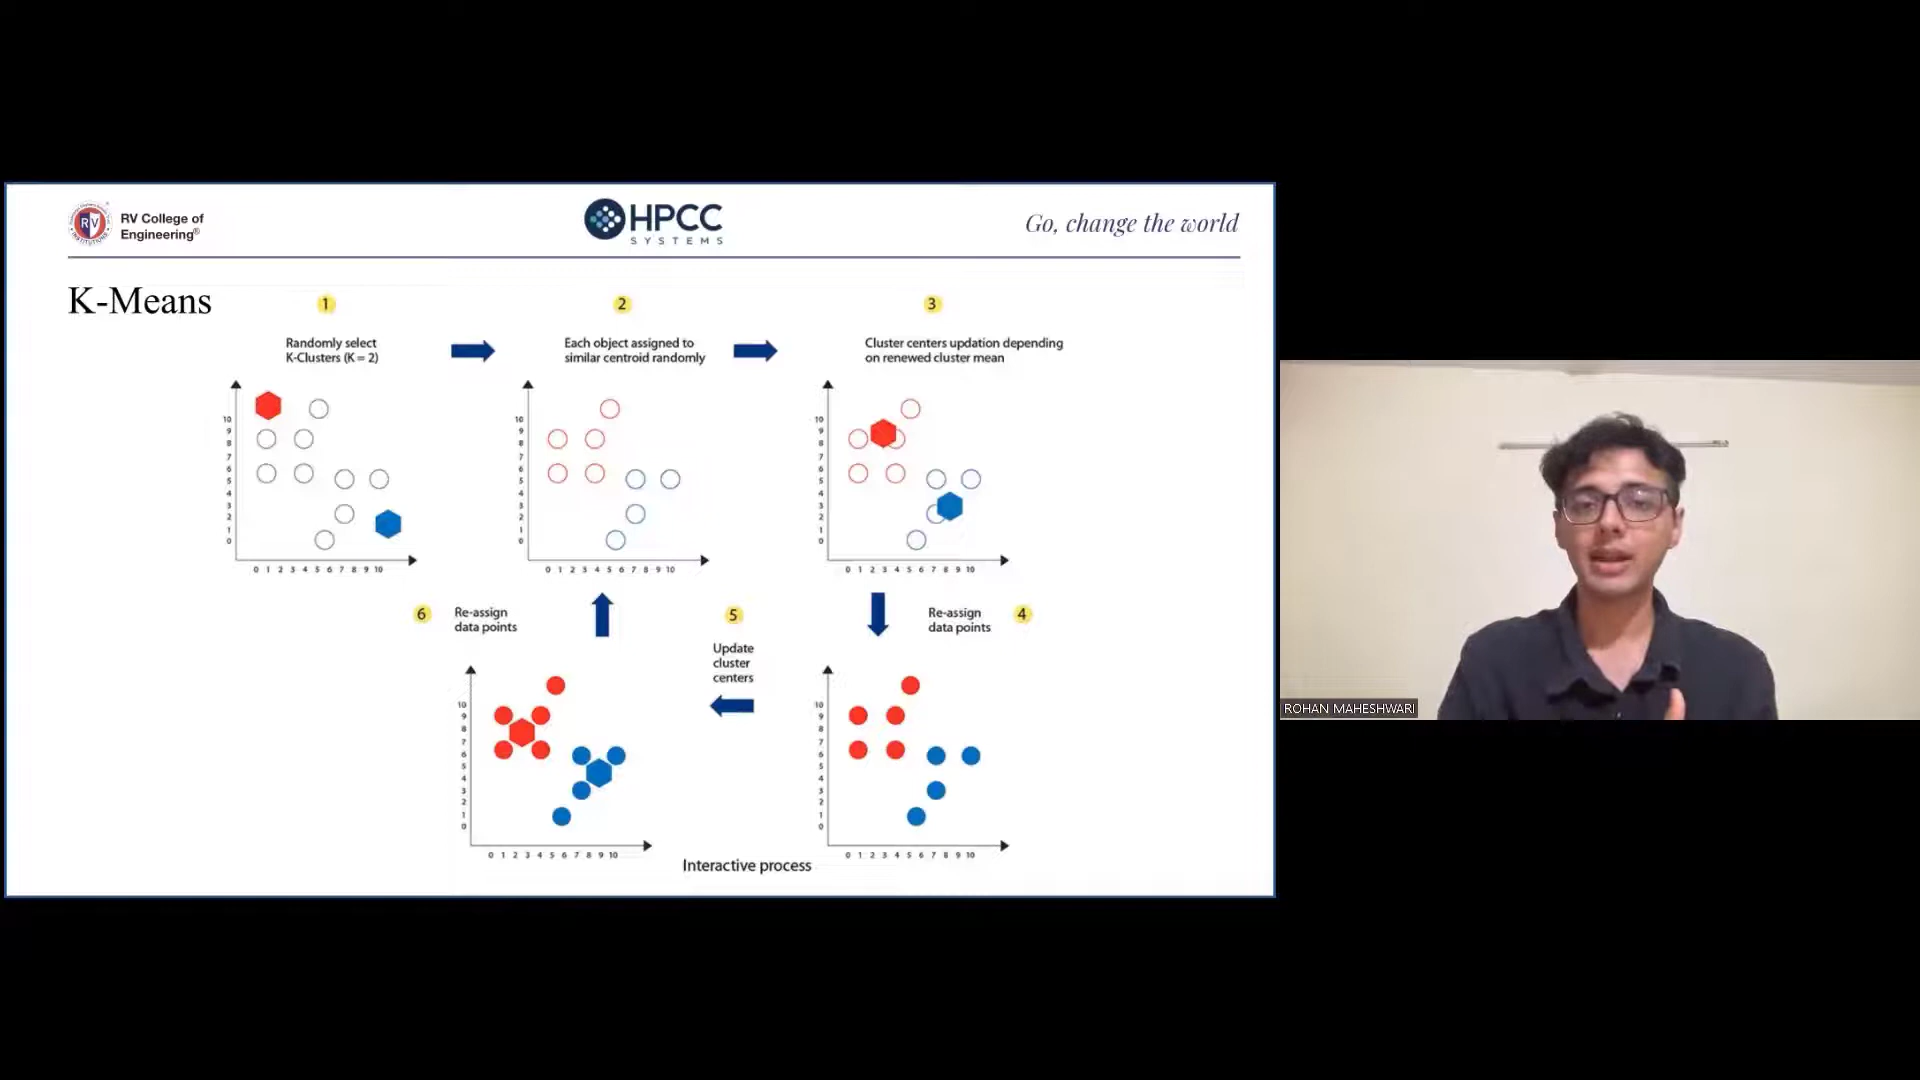 RV College of
Engineering®
RV
INSTITUTIONS
HPCC
SYSTEMS
Go, change the world
K-Means
1
2
3
Randomly select
K-Clusters (K = 2)
Each object assigned to
similar centroid randomly
Cluster centers updation depending
on renewed cluster mean
10
9
8
7
6
5
4
3
2
1
0
0 1 2 3 4 5 6 7 8 9 10
10
9
8
7
6
5
4
3
2
1
0
0 1 2 3 4 5 6 7 8 9 10
10
9
8
7
6
5
4
3
2
1
0
0 1 2 3 4 5 6 7 8 9 10
6
Re-assign
data points
5
Update
cluster
centers
Re-assign
data points
4
10
9
8
7
6
5
4
3
2
1
0
0 1 2 3 4 5 6 7 8 9 10
10
9
8
7
6
5
4
3
2
1
0
0 1 2 3 4 5 6 7 8 9 10
Interactive process
ROHAN MAHESHWARI